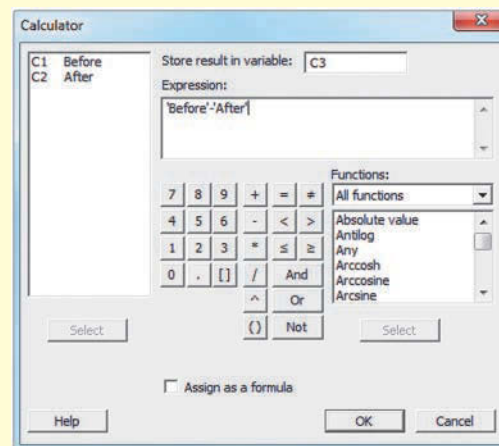 Calculator
C1 Before
C2 After
Store result in variable: C3
Expression:
'Before'-'After'
Functions:
7 8 9 + = ≠ All functions
4 5 6 - < > Absolute value
Antilog
1 2 3 * ≤ ≥ Any
Arccosh
0 . [] / And Arccosine
^ Or Arcsine
Select () Not Select
Assign as a formula
Help OK Cancel